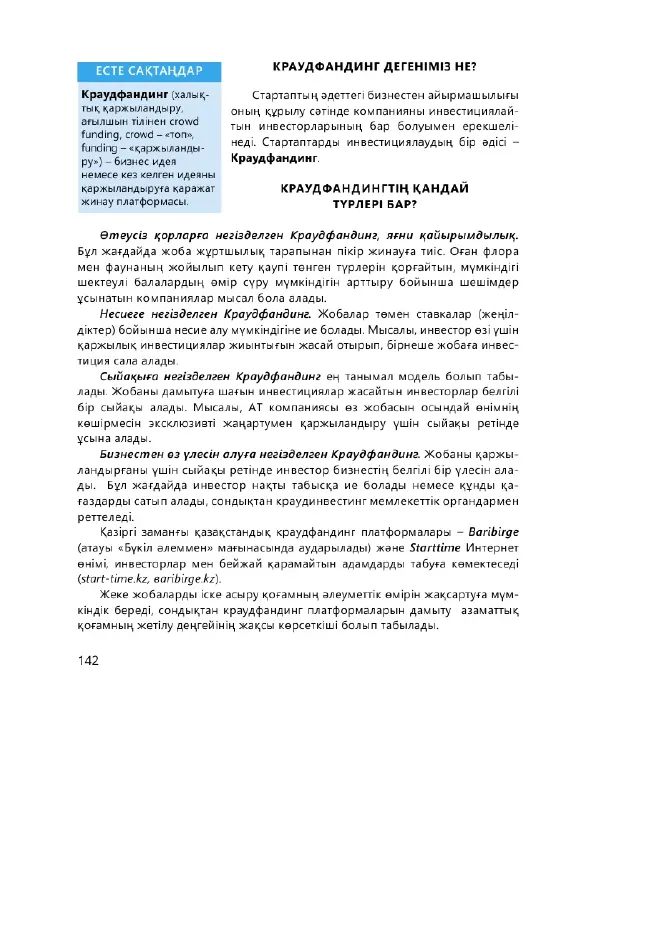 ЕСТЕ САҚТАҢДАР
Краудфандинг (халық-
тық қаржыландыру,
ағылшын тілінен crowd
funding, crowd – «топ»,
funding – «қаржыланды-
ру») – бизнес идея
немесе кез келген идеяны
қаржыландыруға қаражат
жинау платформасы.
КРАУДФАНДИНГ ДЕГЕНІМІЗ НЕ?
Стартаптың әдеттегі бизнестен айырмашылығы
оның құрылу сәтінде компанияны инвестициялай-
тын инвесторларының бар болуымен ерекшелі-
неді. Стартаптарды инвестициялаудың бір әдісі –
Краудфандинг.
КРАУДФАНДИНГТІҢ ҚАНДАЙ
ТҮРЛЕРІ БАР?
Өтеусіз қорларға негізделген Краудфандинг, яғни қайырымдылық.
Бұл жағдайда жоба жұртшылық тарапынан пікір жинауға тиіс. Оған флора
мен фаунаның жойылып кету қаупі төнген түрлерін қорғайтын, мүмкіндігі
шектеулі балалардың өмір сүру мүмкіндігін арттыру бойынша шешімдер
ұсынатын компаниялар мысал бола алады.
Несиеге негізделген Краудфандинг. Жобалар төмен ставкалар (жеңіл-
діктер) бойынша несие алу мүмкіндігіне ие болады. Мысалы, инвестор өзі үшін
қаржылық инвестициялар жиынтығын жасай отырып, бірнеше жобаға инвес-
тиция сала алады.
Сыйақыға негізделген Краудфандинг ең танымал модель болып табы-
лады. Жобаны дамытуға шағын инвестициялар жасайтын инвесторлар белгілі
бір сыйақы алады. Мысалы, АТ компаниясы өз жобасын осындай өнімнің
көшірмесін эксклюзивті жаңартумен қаржыландыру үшін сыйақы ретінде
ұсына алады.
Бизнестен өз үлесін алуға негізделген Краудфандинг. Жобаны қаржы-
ландырғаны үшін сыйақы ретінде инвестор бизнестің белгілі бір үлесін ала-
ды. Бұл жағдайда инвестор нақты табысқа ие болады немесе құнды қа-
ғаздарды сатып алады, сондықтан краудинвестинг мемлекеттік органдармен
реттеледі.
Қазіргі заманғы қазақстандық краудфандинг платформалары – Baribirge
(атауы «Бүкіл әлеммен» мағынасында аударылады) және Starttime Интернет
өнімі, инвесторлар мен бейжай қарамайтын адамдарды табуға көмектеседі
(start-time.kz, baribirge.kz).
Жеке жобаларды іске асыру қоғамның әлеуметтік өмірін жақсартуға мүм-
кіндік береді, сондықтан краудфандинг платформаларын дамыту азаматтық
қоғамның жетілу деңгейінің жақсы көрсеткіші болып табылады.
142